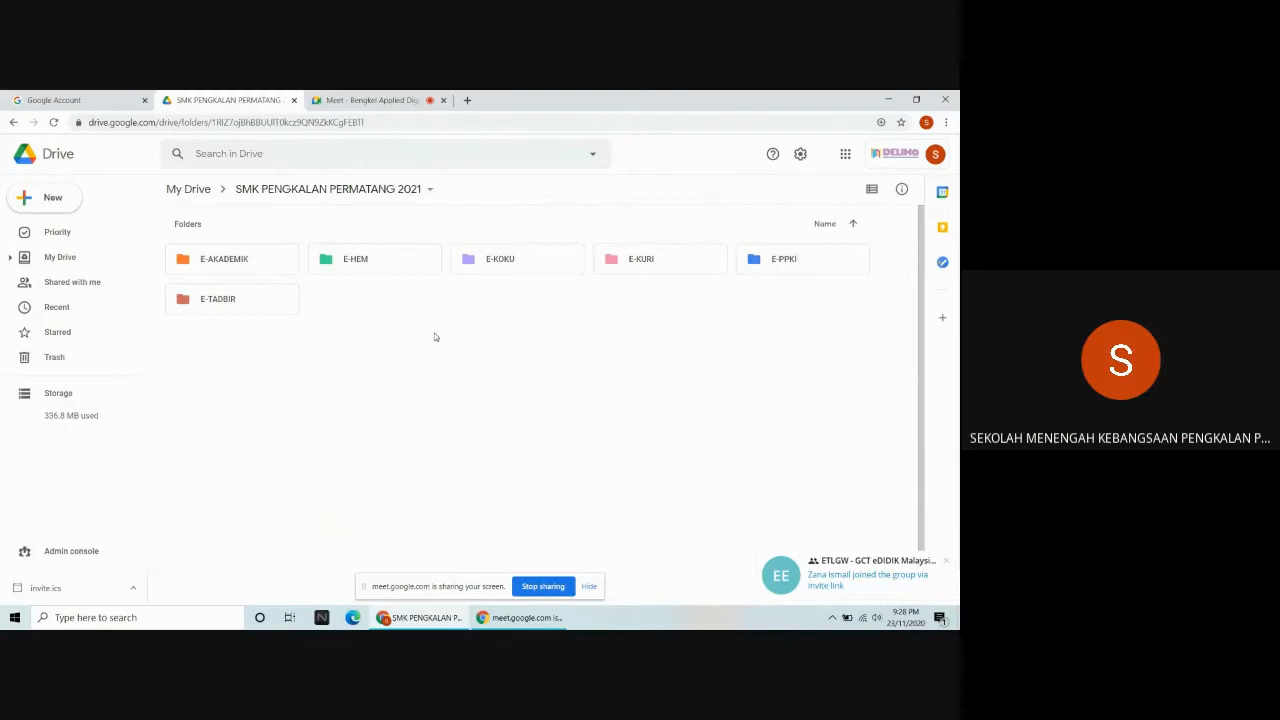 Google Account
SMK PENGKALAN PERMATANG
Meet - Bengkel Applied Digi
drive.google.com/drive/folders/1RIZ7ojBhBBUUlT0kcz9QN9ZkKCgFEBTl
S
Drive
Search in Drive
DELIMa
S
New
My Drive
SMK PENGKALAN PERMATANG 2021
Folders
Name
Priority
My Drive
Shared with me
Recent
Starred
Trash
Storage
336.8 MB used
E-AKADEMIK
E-HEM
E-KOKU
E-KURI
E-PPKI
E-TADBIR
S
SEKOLAH MENENGAH KEBANGSAAN PENGKALAN P...
Admin console
invite.ics
meet.google.com is sharing your screen.
Stop sharing
Hide
EE
ETLGW - GCT eDIDIK Malaysi...
Zana Ismail joined the group via
invite link
Type here to search
N
SMK PENGKALAN P...
meet.google.com is...
9:28 PM
23/11/2020
1